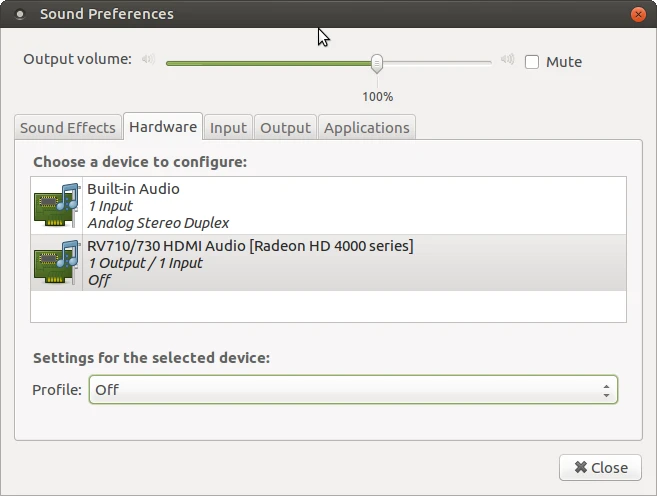 Sound Preferences
Output volume:
Mute
100%
Sound Effects Hardware Input Output Applications
Choose a device to configure:
Built-in Audio
1 Input
Analog Stereo Duplex
RV710/730 HDMI Audio [Radeon HD 4000 series]
1 Output / 1 Input
Off
Settings for the selected device:
Profile: Off
Close